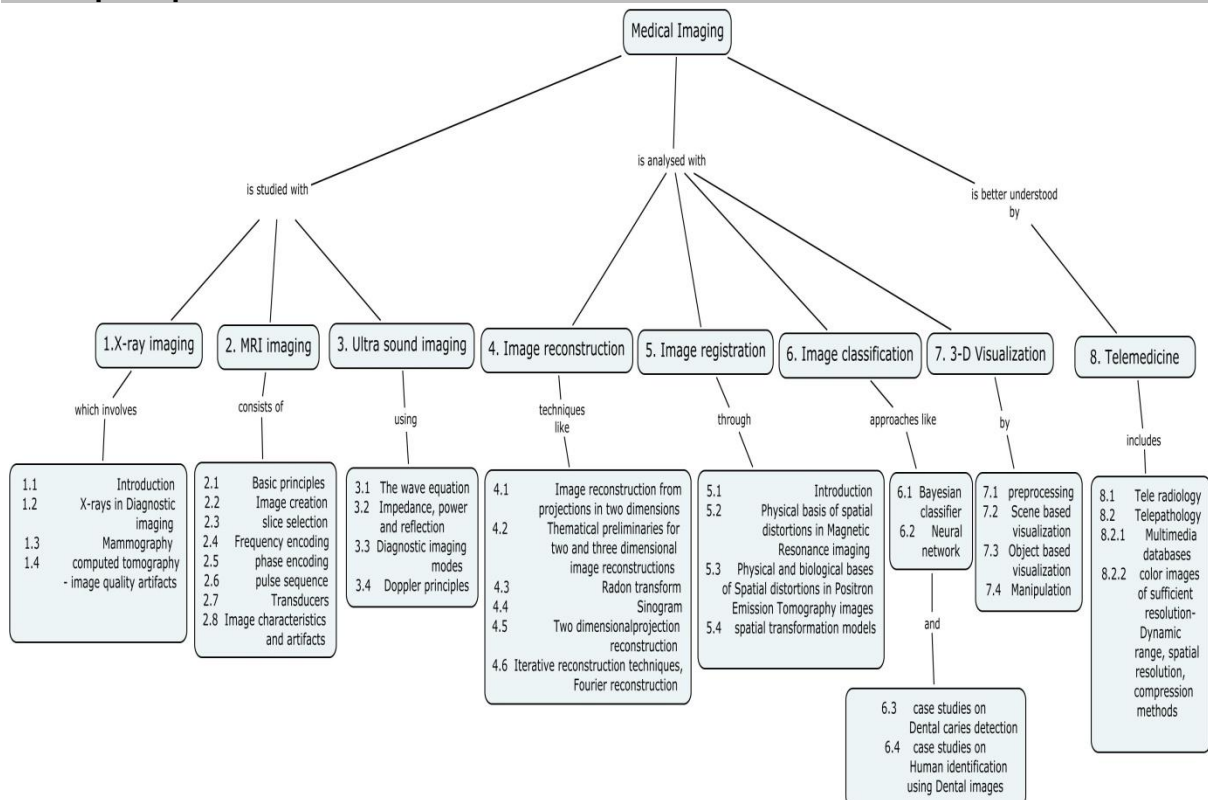 Medical Imaging
is studied with
is analysed with
is better understood
by
1.X-ray imaging
2. MRI imaging
3. Ultra sound imaging
4. Image reconstruction
5. Image registration
6. Image classification
7. 3-D Visualization
8. Telemedicine
which involves
consists of
using
techniques
like
through
approaches like
by
includes
1.1 Introduction
1.2 X-rays in Diagnostic
imaging
1.3 Mammography
1.4 computed tomography
- image quality artifacts
2.1 Basic principles
2.2 Image creation
2.3 slice selection
2.4 Frequency encoding
2.5 phase encoding
2.6 pulse sequence
2.7 Transducers
2.8 Image characteristics
and artifacts
3.1 The wave equation
3.2 Impedance, power
and reflection
3.3 Diagnostic imaging
modes
3.4 Doppler principles
4.1 Image reconstruction from
projections in two dimensions
4.2 Thematical preliminaries for
two and three dimensional
image reconstructions
4.3 Radon transform
4.4 Sinogram
4.5 Two dimensionalprojection
reconstruction
4.6 Iterative reconstruction techniques,
Fourier reconstruction
5.1 Introduction
5.2 Physical basis of spatial
distortions in Magnetic
Resonance imaging
5.3 Physical and biological bases
of Spatial distortions in Positron
Emission Tomography images
5.4 spatial transformation models
6.1 Bayesian
classifier
6.2 Neural
network
and
6.3 case studies on
Dental caries detection
6.4 case studies on
Human identification
using Dental images
7.1 preprocessing
7.2 Scene based
visualization
7.3 Object based
visualization
7.4 Manipulation
8.1 Tele radiology
8.2 Telepathology
8.2.1 Multimedia
databases
8.2.2 color images
of sufficient
resolution-
Dynamic
range, spatial
resolution,
compression
methods